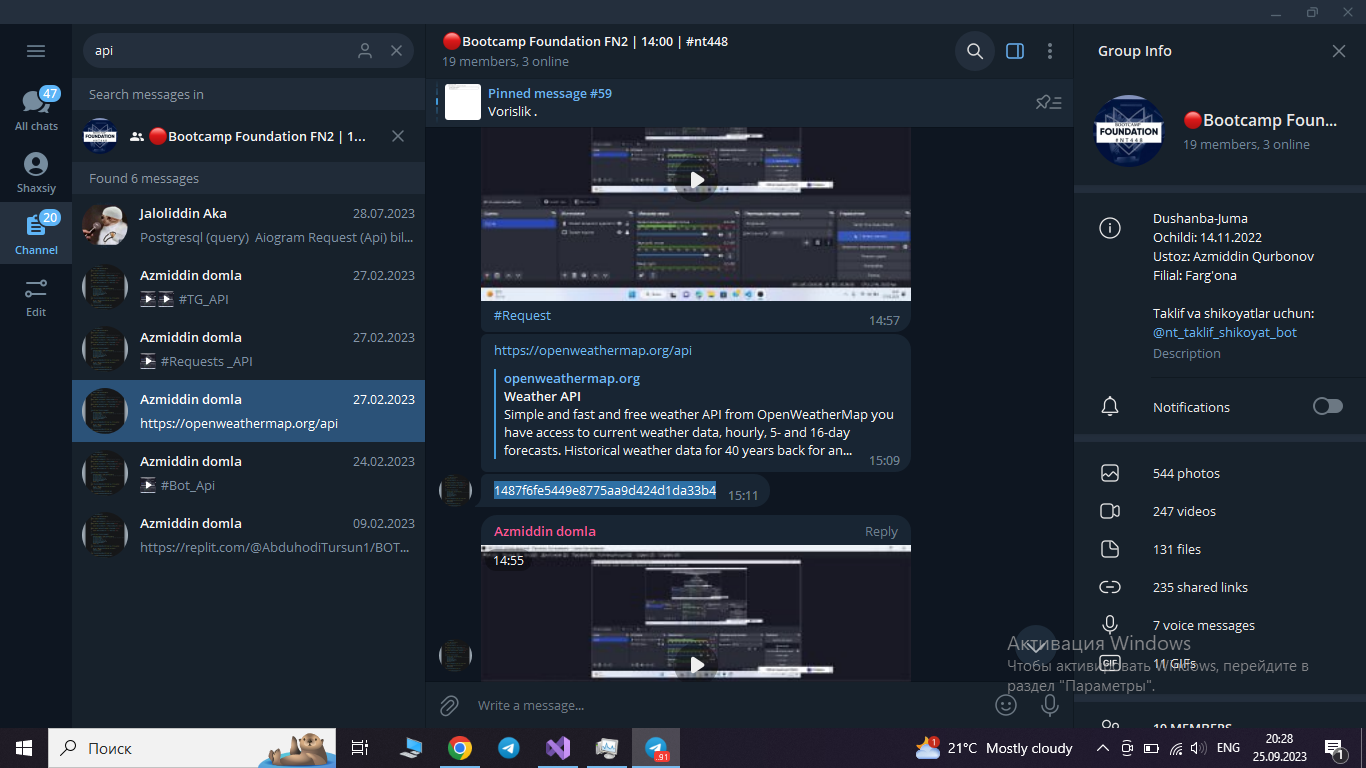 47
All chats
Shaxsiy
20
Channel
Edit
api
Search messages in
🔴Bootcamp Foundation FN2 | 1...
Found 6 messages
Jaloliddin Aka 28.07.2023
Postgresql (query) Aiogram Request (Api) bil...
Azmiddin domla 27.02.2023
#TG_API
Azmiddin domla 27.02.2023
#Requests _API
Azmiddin domla 27.02.2023
https://openweathermap.org/api
Azmiddin domla 24.02.2023
#Bot_Api
Azmiddin domla 09.02.2023
https://replit.com/@AbduhodiTursun1/BOT...
🔴Bootcamp Foundation FN2 | 14:00 | #nt448
19 members, 3 online
Pinned message #59
Vorislik .
#Request
14:57
https://openweathermap.org/api
openweathermap.org
Weather API
Simple and fast and free weather API from OpenWeatherMap you
have access to current weather data, hourly, 5- and 16-day
forecasts. Historical weather data for 40 years back for an...
15:09
1487f6fe5449e8775aa9d424d1da33b4 15:11
Azmiddin domla Reply
14:55
Write a message...
Group Info
BOOTCAMP
FOUNDATION
#NT448
🔴Bootcamp Foun...
19 members, 3 online
Dushanba-Juma
Ochildi: 14.11.2022
Ustoz: Azmiddin Qurbonov
Filial: Farg'ona
Taklif va shikoyatlar uchun:
@nt_taklif_shikoyat_bot
Description
Notifications
544 photos
247 videos
131 files
235 shared links
7 voice messages
GIF 11 GIFs
19 MEMBERS
Активация Windows
Чтобы активировать Windows, перейдите в
раздел "Параметры".
Поиск
.91
1
21°C Mostly cloudy
ENG
20:28
25.09.2023
1